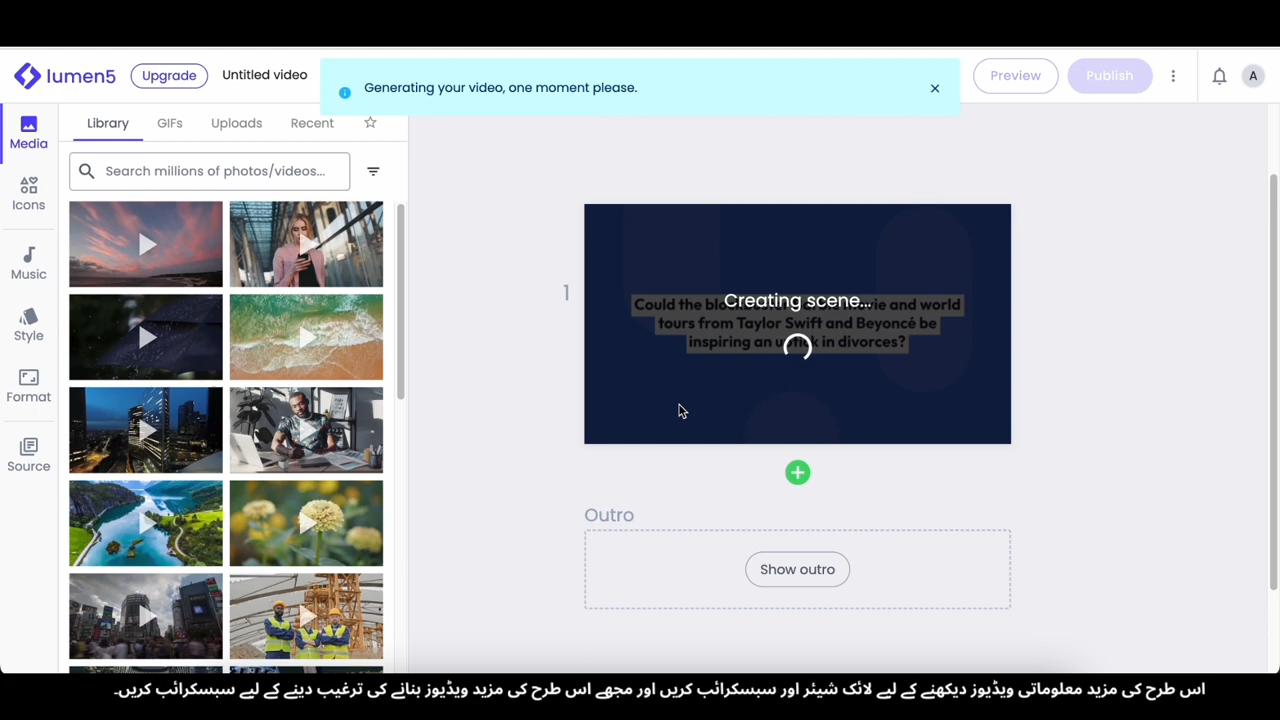 lumen5
Upgrade
Untitled video
Generating your video, one moment please.
Preview
Publish
A
Media
Icons
Music
Style
Format
Source
Library
GIFs
Uploads
Recent
Search millions of photos/videos...
1
Could the blockbuster movie and world
tours from Taylor Swift and Beyoncé be
inspiring an uptick in divorces?
Creating scene...
Outro
Show outro
اس طرح کی مزید معلوماتی ویڈیوز دیکھنے کے لیے لائک شیئر اور سبسکرائب کریں اور مجھے اس طرح کی مزید ویڈیوز بنانے کی ترغیب دینے کے لیے سبسکرائب کریں۔